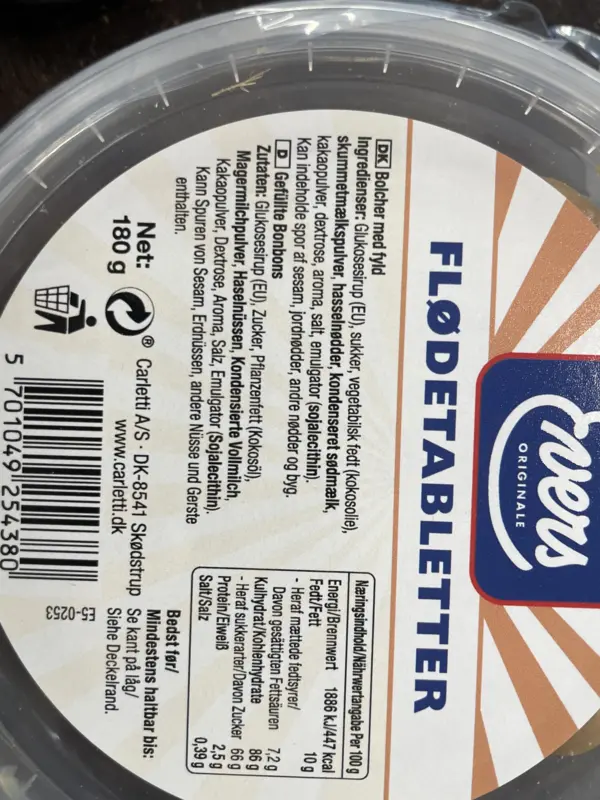 Evers
ORIGINALE
FLØDETABLETTER
DK Bolcher med fyld
Ingredienser: Glukosesirup (EU), sukker, vegetabilsk fedt (kokosolie),
skummetmælkspulver, hasselnødder, kondenseret sødmælk,
kakaopulver, dextrose, aroma, salt, emulgator (sojalecithin).
Kan indeholde spor af sesam, jordnødder, andre nødder og byg.
D Gefüllte Bonbons
Zutaten: Glukosesirup (EU), Zucker, Pflanzenfett (Kokosöl),
Magermilchpulver, Haselnüssen, Kondensierte Vollmilch,
Kakaopulver, Dextrose, Aroma, Salz, Emulgator (Sojalecithin).
Kann Spuren von Sesam, Erdnüssen, andere Nüsse und Gerste
enthalten.
Næringsindhold/Nährwertangabe Per 100 g
Energi/Brennwert 1886 kJ/447 kcal
Fedt/Fett 10 g
- Heraf mættede fedtsyrer/
Davon gesättigten Fettsäuren 7,2 g
Kulhydrat/Kohlenhydrate 86 g
- Heraf sukkerarter/Davon Zucker 66 g
Protein/Eiweiß 2,5 g
Salt/Salz 0,39 g
Net:
180 g
® Carletti A/S · DK-8541 Skødstrup
www.carletti.dk
Bedst før/
Mindestens haltbar bis:
Se kant på låg/
Siehe Deckelrand.
5 701049 254380
E5-0253